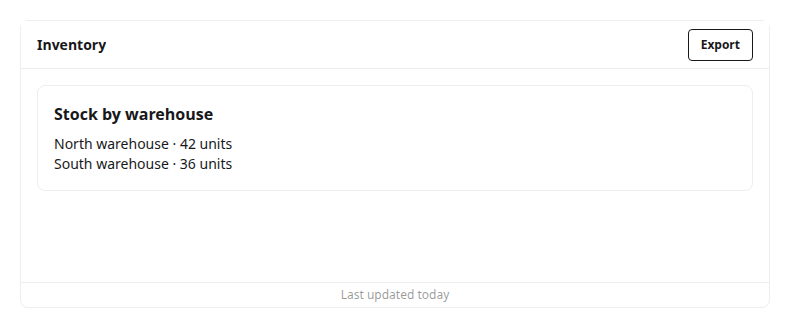 Inventory
Export
Stock by warehouse
North warehouse · 42 units
South warehouse · 36 units
Last updated today